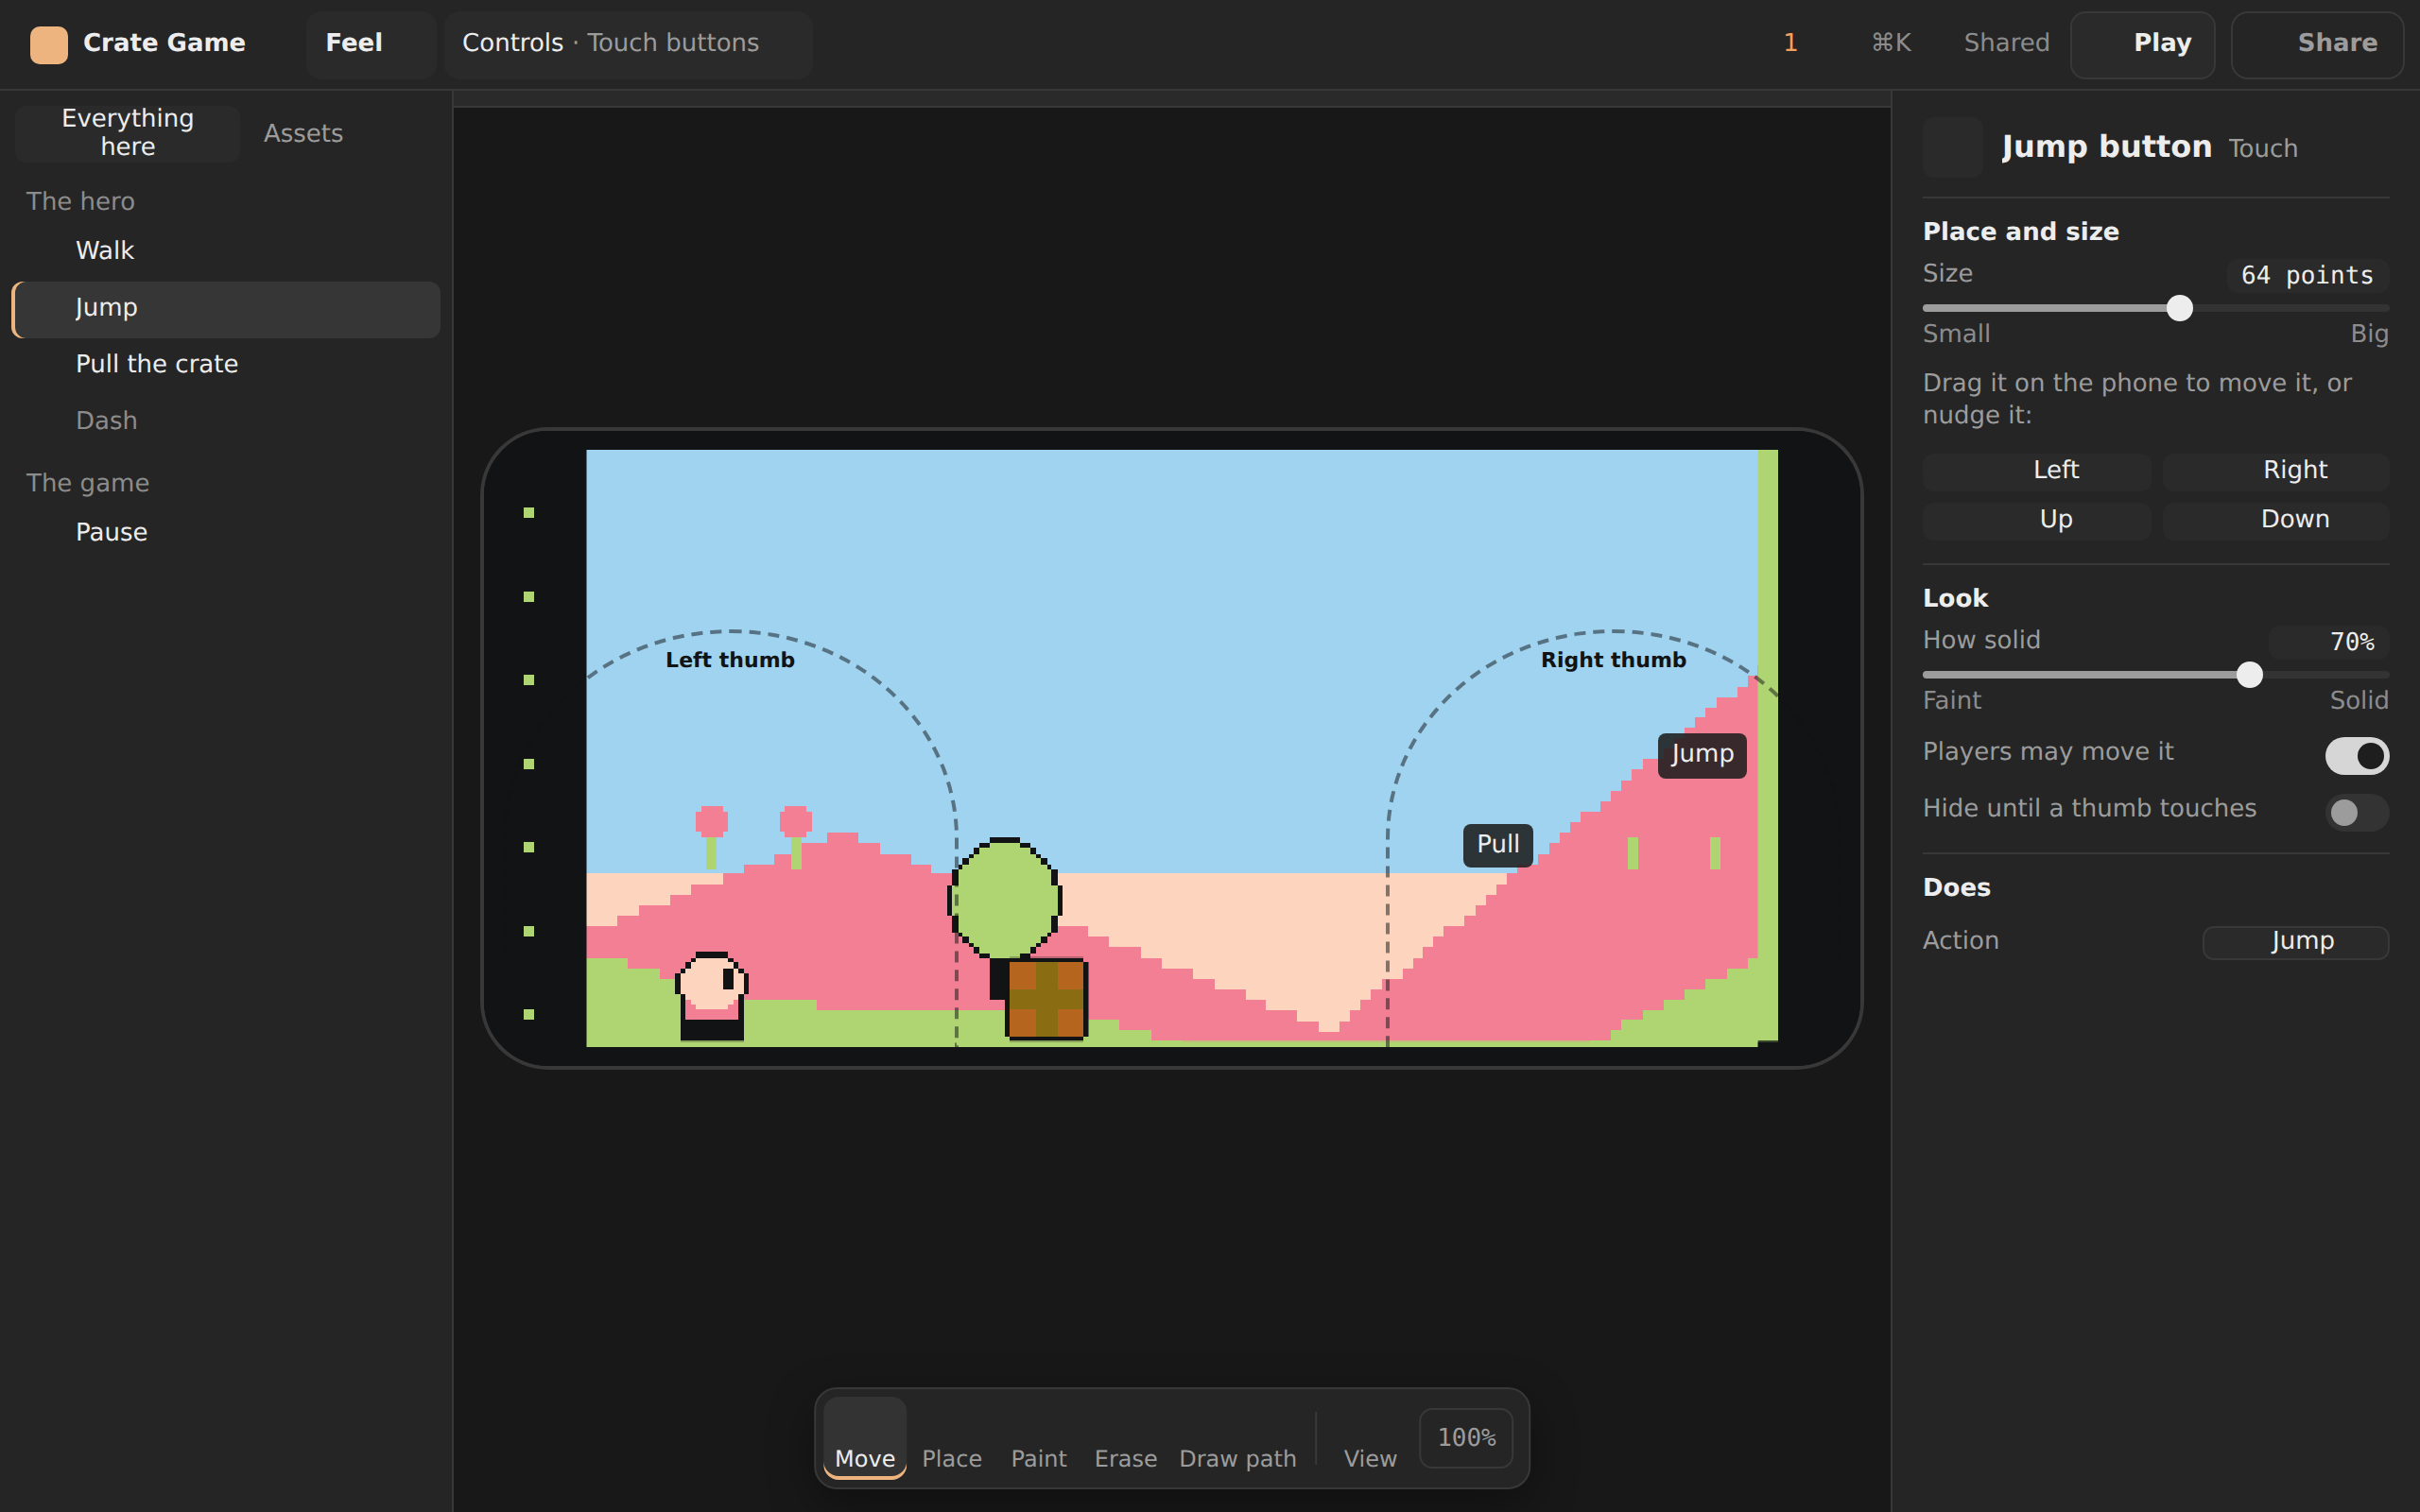 Crate Game
Feel
Controls · Touch buttons
1
⌘K
Shared
Play
Share
Everything
here
Assets
The hero
Walk
Jump
Pull the crate
Dash
The game
Pause
Left thumb
Right thumb
Jump
Pull
Move
Place
Paint
Erase
Draw path
View
100%
Jump button
Touch
Place and size
Size
64 points
Small
Big
Drag it on the phone to move it, or
nudge it:
Left
Right
Up
Down
Look
How solid
70%
Faint
Solid
Players may move it
Hide until a thumb touches
Does
Action
Jump